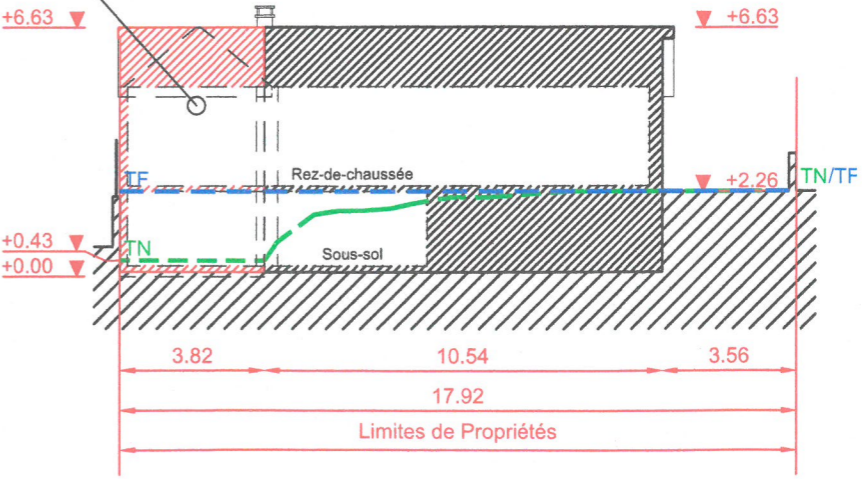 +6.63
+6.63
Rez-de-chaussée
TF
+2.26
TN/TF
+0.43
TN
Sous-sol
+0.00
3.82
10.54
3.56
17.92
Limites de Propriétés